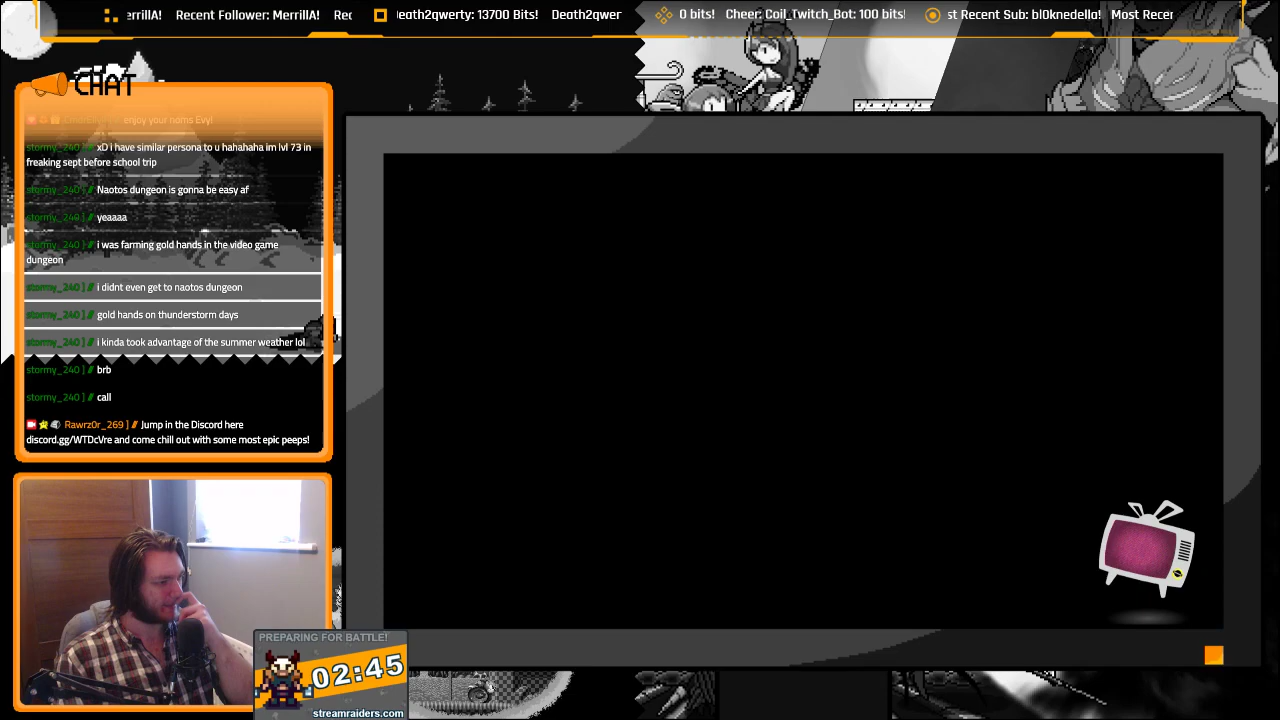 errillA! Recent Follower: MerrillA! Rec
eath2qwerty: 13700 Bits! Death2qwer
0 bits! Cheer: Coil_Twitch_Bot: 100 bits!
st Recent Sub: bl0knedella! Most Recer
CHAT
enjoy your noms Evy!
stormy_240 ] // xD i have similar persona to u hahahaha im lvl 73 in
freaking sept before school trip
stormy_240 ] // Naotos dungeon is gonna be easy af
stormy_240 ] // yeaaaa
stormy_240 ] // i was farming gold hands in the video game
dungeon
stormy_240 ] // i didnt even get to naotos dungeon
stormy_240 ] // gold hands on thunderstorm days
stormy_240 ] // i kinda took advantage of the summer weather lol
stormy_240 ] // brb
stormy_240 ] // call
Rawrz0r_269 ] // Jump in the Discord here
discord.gg/WTDcVre and come chill out with some most epic peeps!
PREPARING FOR BATTLE!
02:45
streamraiders.com